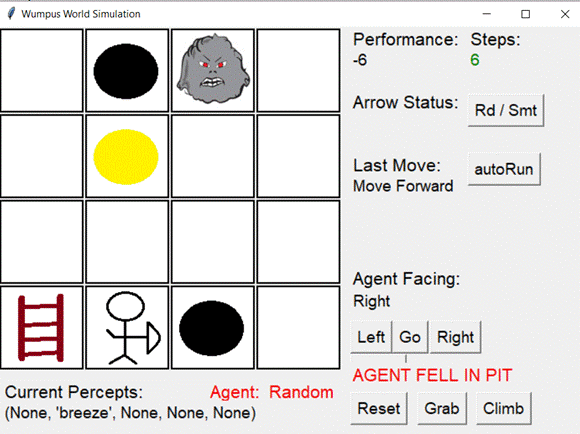 Wumpus World Simulation
Performance: Steps:
-6 6
Arrow Status: Rd / Smt
Last Move: autoRun
Move Forward
Agent Facing:
Right
Left Go Right
AGENT FELL IN PIT
Reset Grab Climb
Current Percepts: Agent: Random
(None, 'breeze', None, None, None)